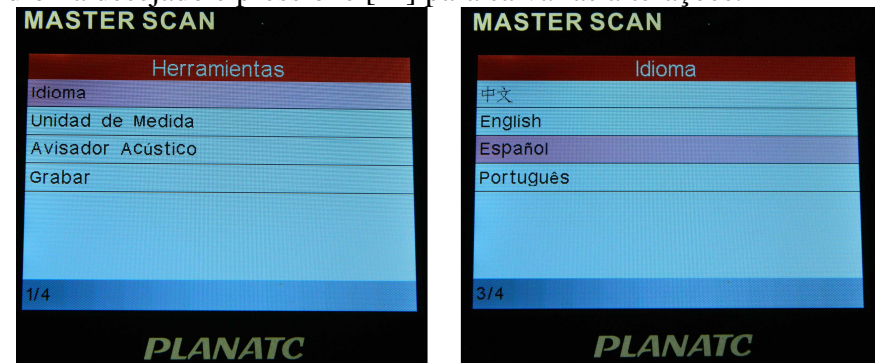 MASTER SCAN
Herramientas
Idioma
Unidad de Medida
Avisador Acústico
Grabar
1/4
PLANATC
MASTER SCAN
Idioma
中文
English
Español
Português
3/4
PLANATC